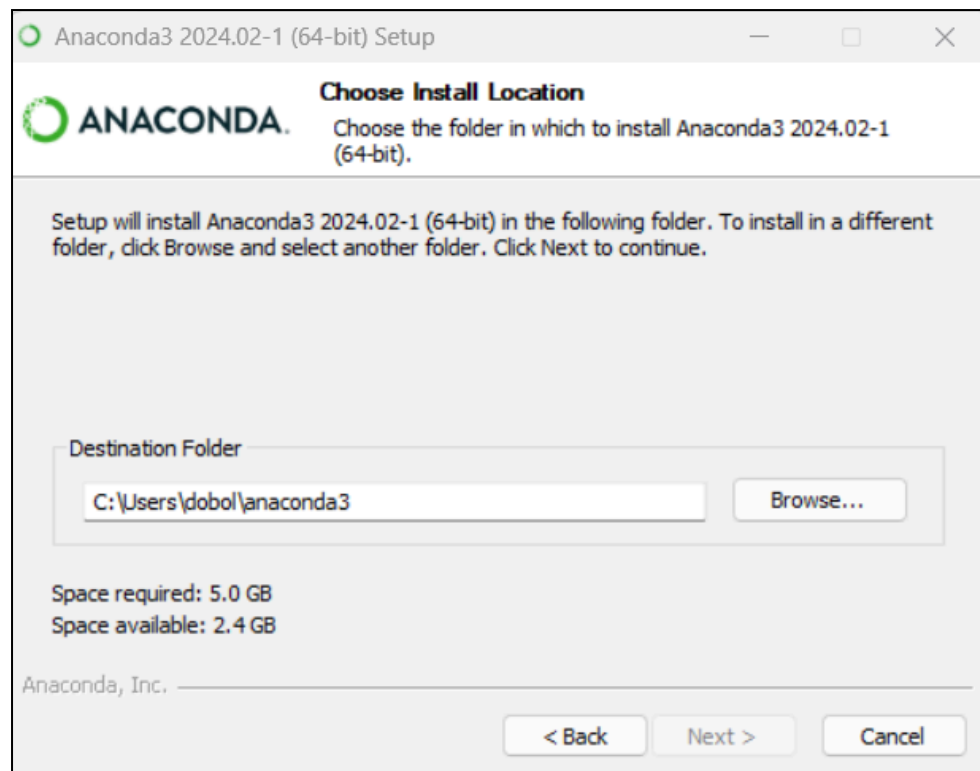 Anaconda3 2024.02-1 (64-bit) Setup
ANACONDA.
Choose Install Location
Choose the folder in which to install Anaconda3 2024.02-1
(64-bit).
Setup will install Anaconda3 2024.02-1 (64-bit) in the following folder. To install in a different
folder, click Browse and select another folder. Click Next to continue.
Destination Folder
C:\Users\dobol\anaconda3
Browse...
Space required: 5.0 GB
Space available: 2.4 GB
Anaconda, Inc.
< Back Next > Cancel